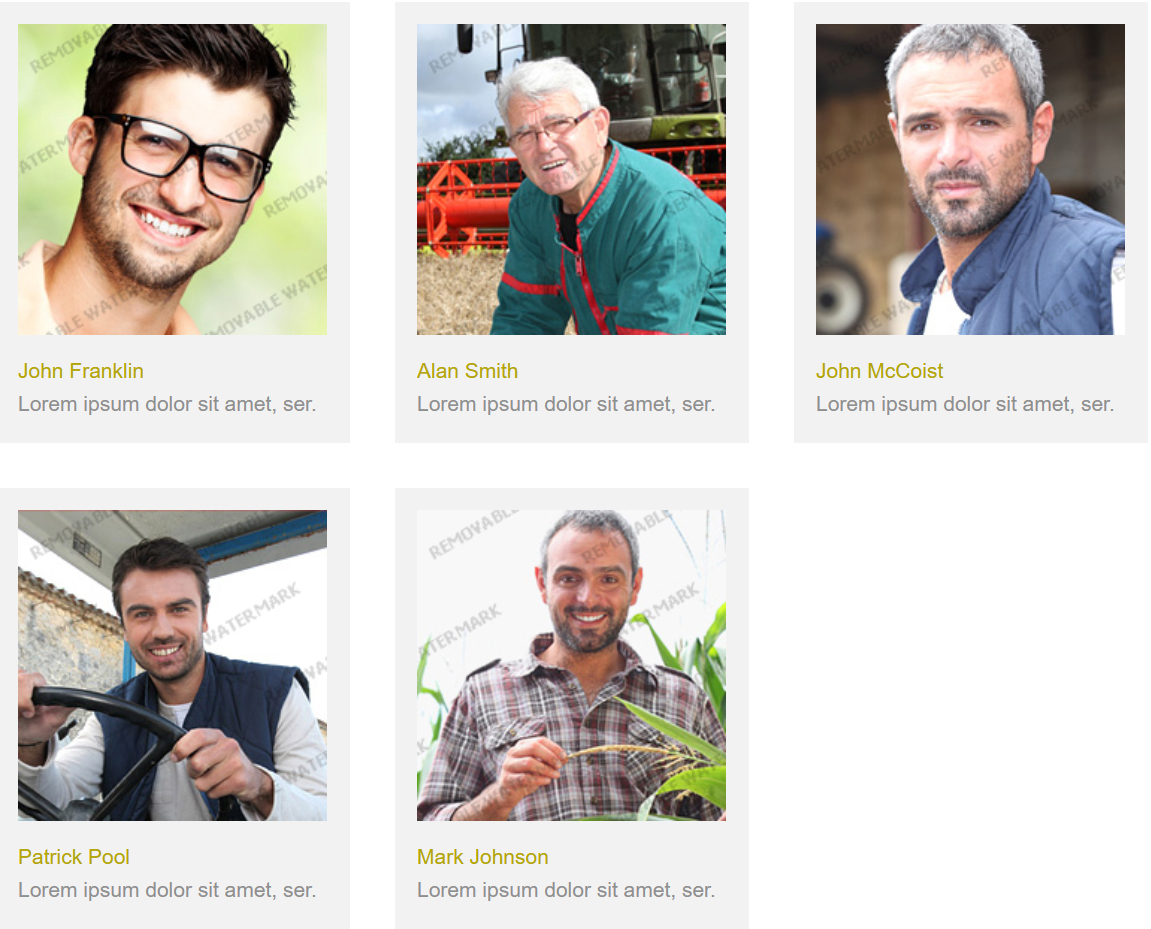 John Franklin
Lorem ipsum dolor sit amet, ser.
Alan Smith
Lorem ipsum dolor sit amet, ser.
John McCoist
Lorem ipsum dolor sit amet, ser.
REMOVABLE WATERMARK
Patrick Pool
Lorem ipsum dolor sit amet, ser.
Mark Johnson
Lorem ipsum dolor sit amet, ser.